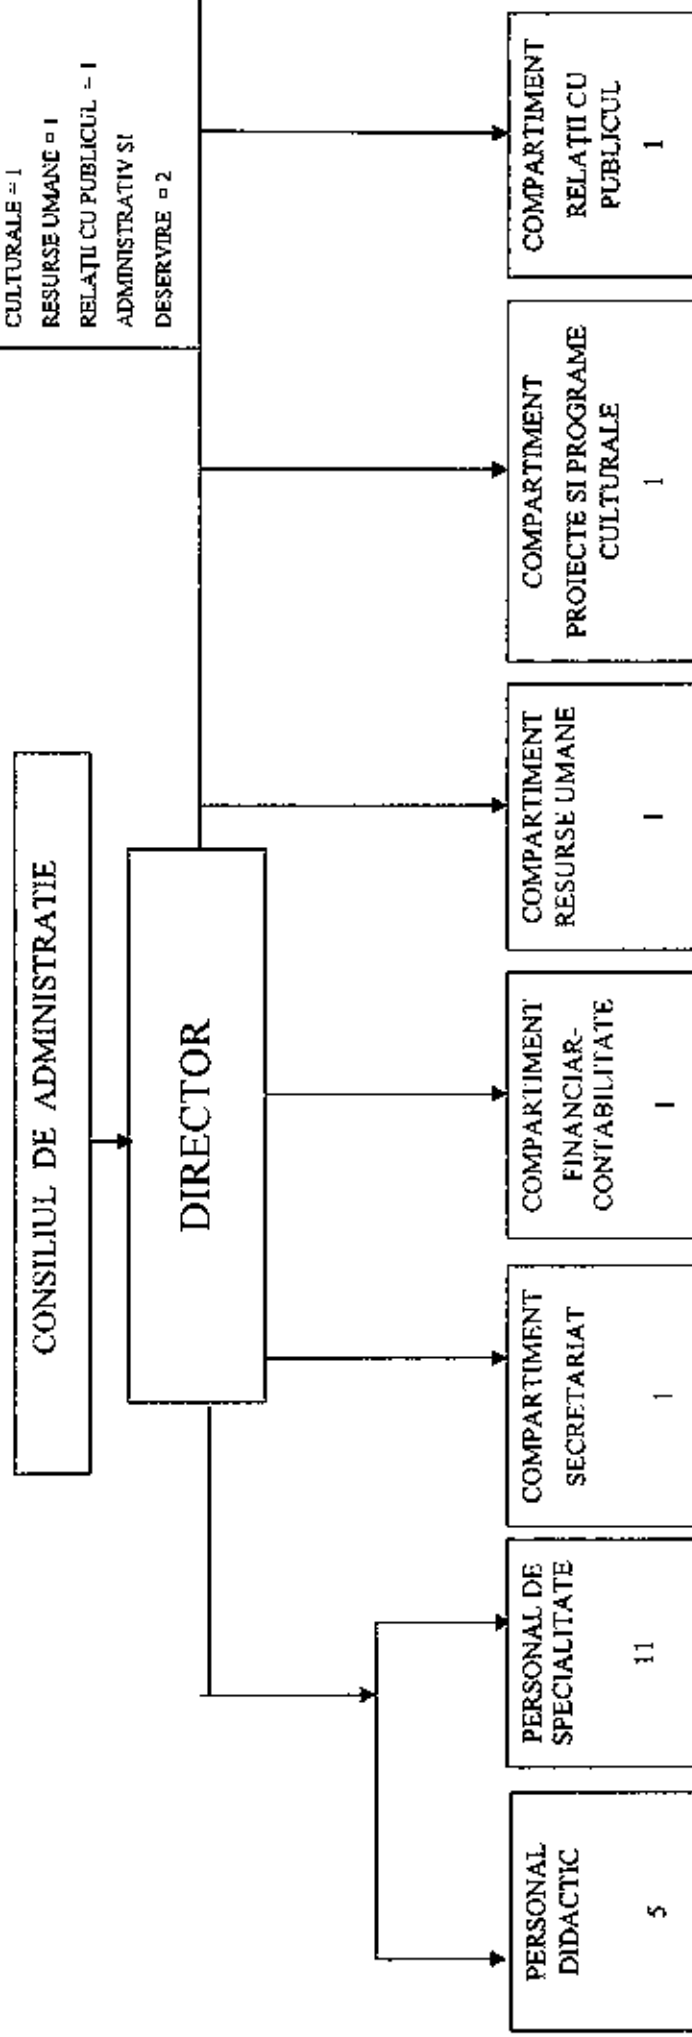 CULTURALE = 1
RESURSE UMANE = 1
RELAȚII CU PUBLICUL = 1
ADMINISTRATIV ȘI
DESERVIRE = 2
CONSILIUL DE ADMINISTRATIE
DIRECTOR
PERSONAL
DIDACTIC
5
PERSONAL DE
SPECIALITATE
11
COMPARTIMENT
SECRETARIAT
1
COMPARTIMENT
FINANCIAR-
CONTABILITATE
1
COMPARTIMENT
RESURSE UMANE
1
COMPARTIMENT
PROIECTE SI PROGRAME
CULTURALE
1
COMPARTIMENT
RELAȚII CU
PUBLICUL
1